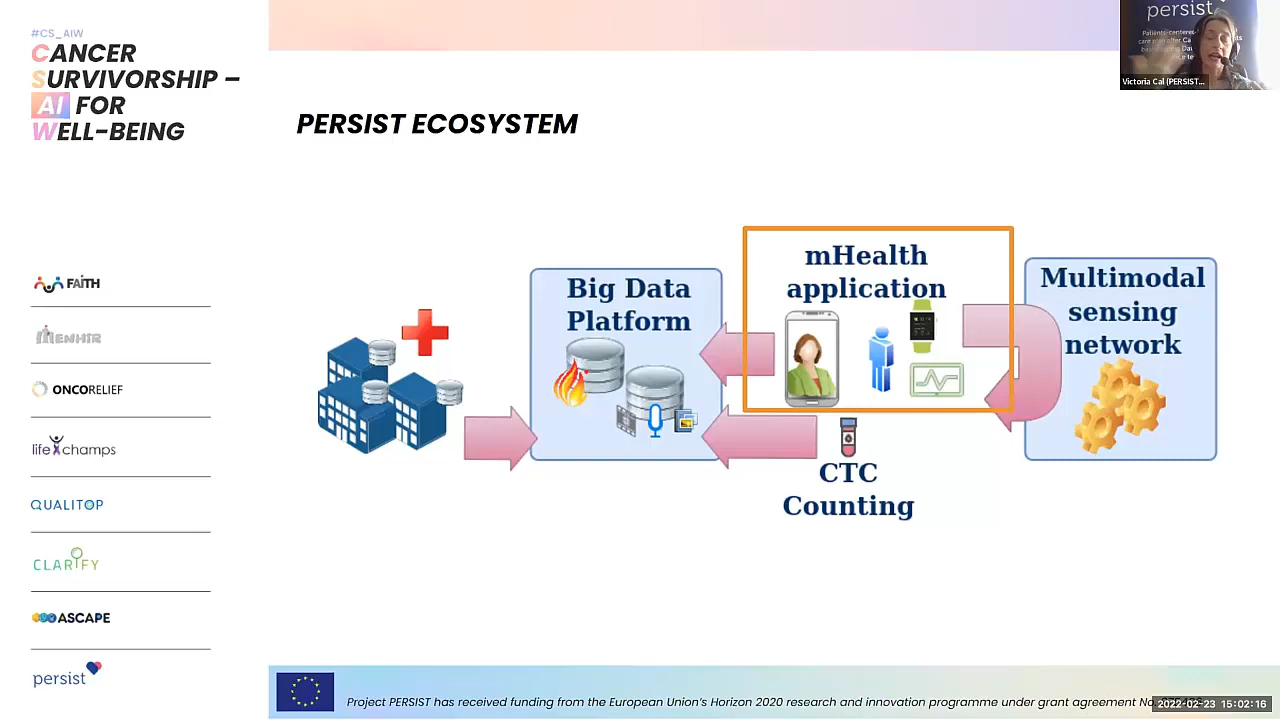 #CS_AIW
CANCER
SURVIVORSHIP –
AI FOR
WELL-BEING
FAITH
MENHIR
ONCORELIEF
lifechamps
QUALITOP
CLARIFY
ASCAPE
persist
PERSIST ECOSYSTEM
Big Data
Platform
mHealth
application
CTC
Counting
Multimodal
sensing
network
persist
Victoria Cal (PERSIST...
Project PERSIST has received funding from the European Union's Horizon 2020 research and innovation programme under grant agreement No
2022-02-23 15:02:16